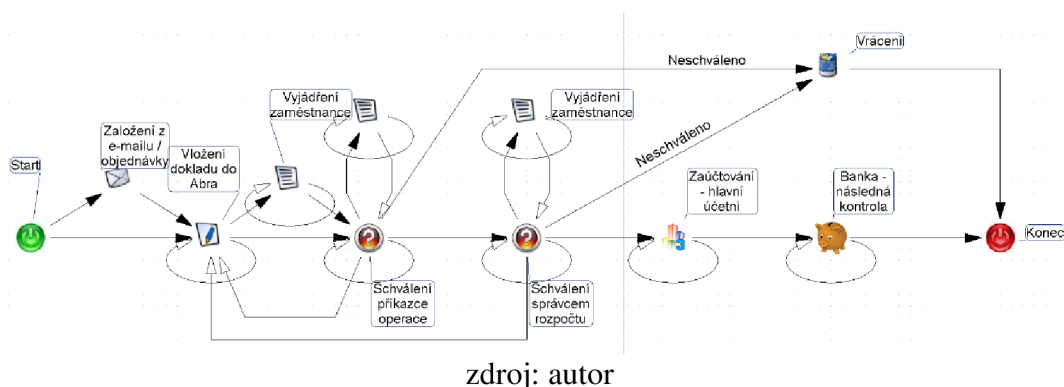 Start
Založení z
e-mailu /
objednávky
Vložení
dokladu do
Abra
Vyjádření
zaměstnance
Vyjádření
zaměstnance
Schválení
příkazce
operace
Schválení
správcem
rozpočtu
Neschváleno
Neschváleno
Vrácení
Zaúčtování
- hlavní
účetní
Banka -
následná
kontrola
Konec
zdroj: autor